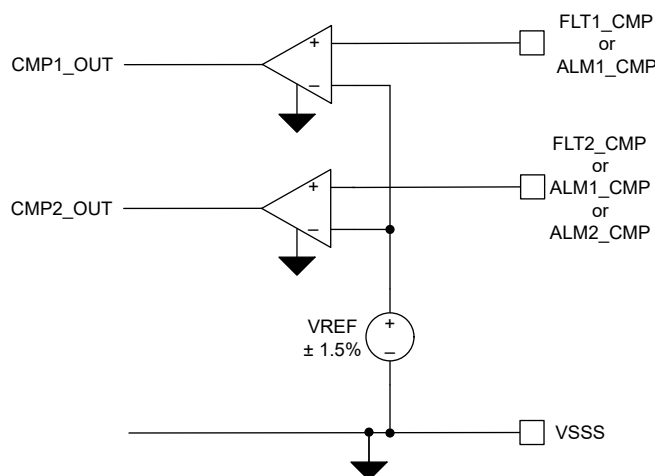 FLT1_CMP
or
ALM1_CMP
CMP1_OUT
+
–
FLT2_CMP
or
ALM1_CMP
or
ALM2_CMP
CMP2_OUT
+
–
VREF
± 1.5%
+
–
VSSS